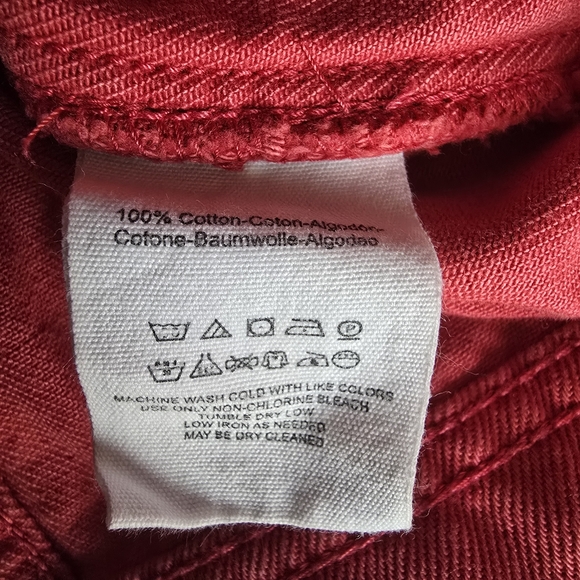 100% Cotton-Coton-Algodon-
Cotone-Baumwolle-Algodao
MACHINE WASH COLD WITH LIKE COLORS
USE ONLY NON-CHLORINE BLEACH
TUMBLE DRY LOW
LOW IRON AS NEEDED
MAY BE DRY CLEANED